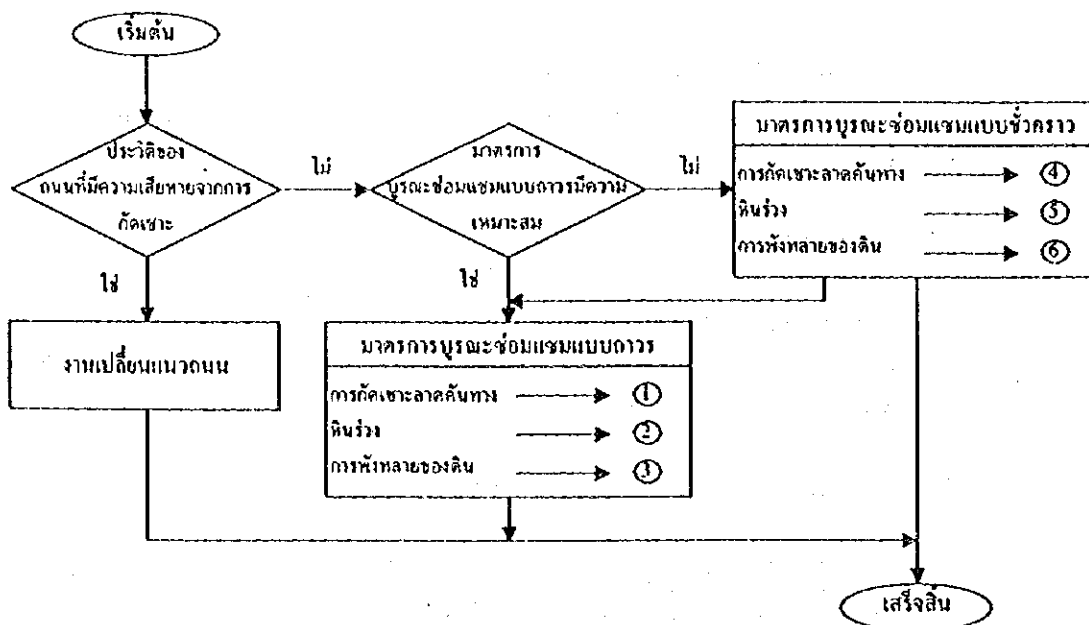 เริ่มต้น
ประวัติของ
ถนนที่มีความเสียหายจากการ
กัดเซาะ
ไม่
มาตรการ
บูรณะซ่อมแซมแบบถาวรมีความ
เหมาะสม
ไม่
มาตรการบูรณะซ่อมแซมแบบชั่วคราว
การกัดเซาะลาดคันทาง ④
หินร่วง ⑤
การพังทลายของดิน ⑥
ใช่
ใช่
งานเปลี่ยนแนวถนน
มาตรการบูรณะซ่อมแซมแบบถาวร
การกัดเซาะลาดคันทาง ①
หินร่วง ②
การพังทลายของดิน ③
เสร็จสิ้น